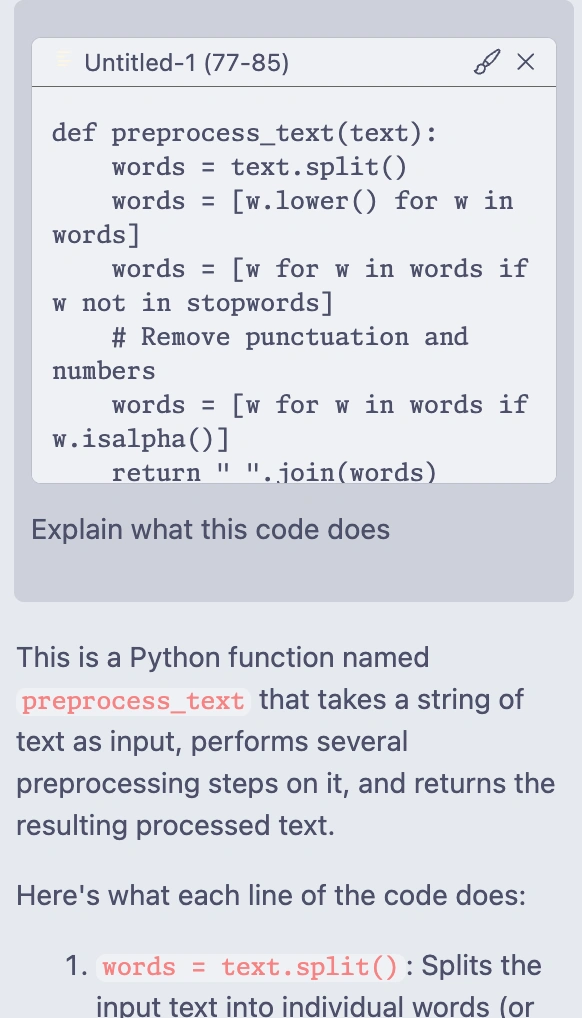 Untitled-1 (77-85)
def preprocess_text(text):
    words = text.split()
    words = [w.lower() for w in
words]
    words = [w for w in words if
w not in stopwords]
    # Remove punctuation and
numbers
    words = [w for w in words if
w.isalpha()]
    return " ".join(words)
Explain what this code does
This is a Python function named
preprocess_text that takes a string of
text as input, performs several
preprocessing steps on it, and returns the
resulting processed text.
Here's what each line of the code does:
1. words = text.split() : Splits the
input text into individual words (or